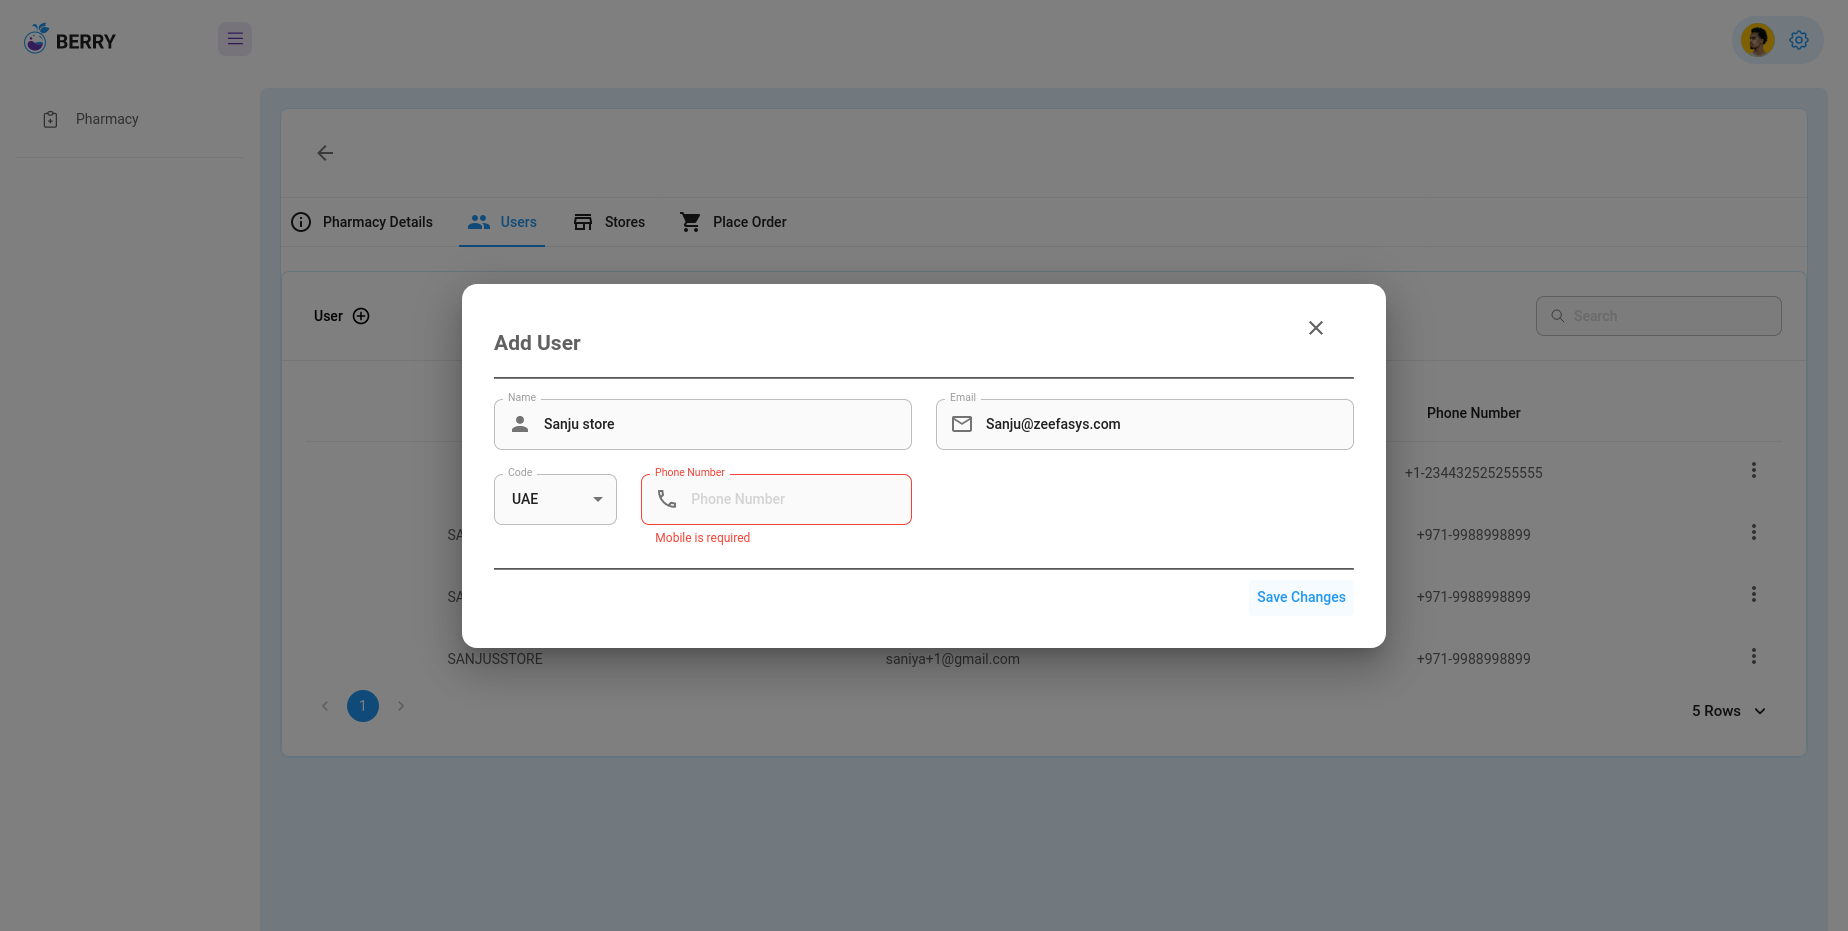 BERRY
Pharmacy
Pharmacy Details
Users
Stores
Place Order
User
Search
Add User
Name
Sanju store
Email
Sanju@zeefasys.com
Code
UAE
Phone Number
Phone Number
Mobile is required
Save Changes
Phone Number
+1-234432525255555
SA
+971-9988998899
SA
+971-9988998899
SANJUSSTORE
saniya+1@gmail.com
+971-9988998899
1
5 Rows